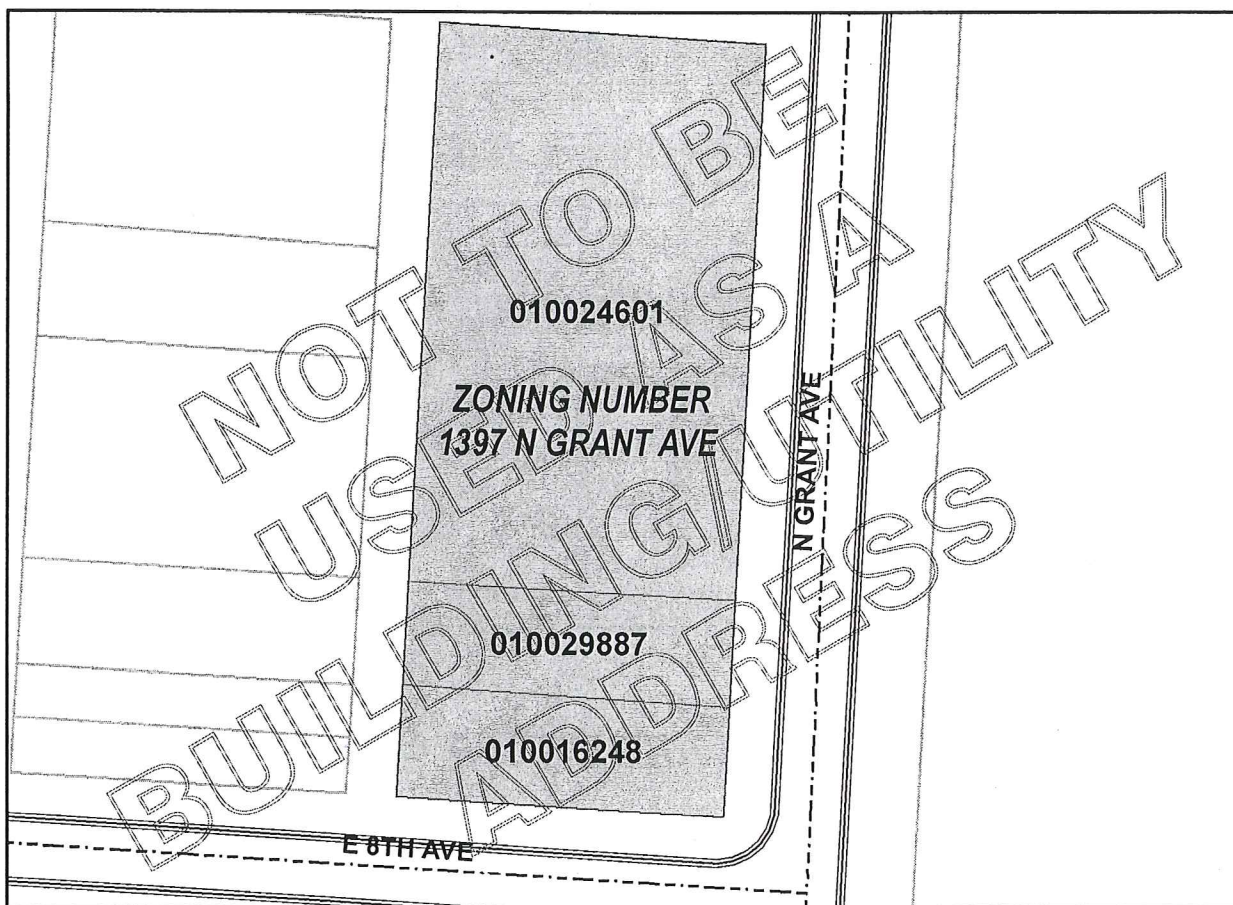 NOT TO BE
USED AS A
BUILDING/UTILITY
ADDRESS
010024601
ZONING NUMBER
1397 N GRANT AVE
010029887
010016248
N GRANT AVE
E 8TH AVE